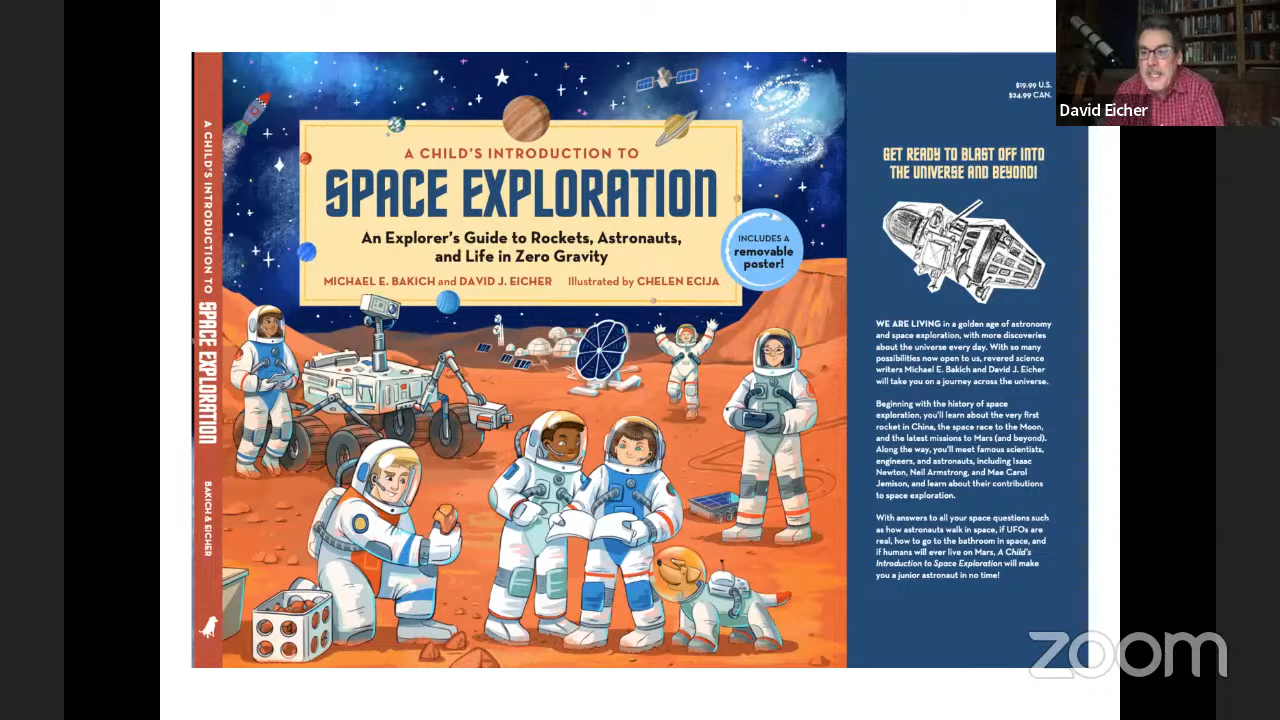 A CHILD'S INTRODUCTION TO SPACE EXPLORATION
BAKICH & EICHER
A CHILD'S INTRODUCTION TO
SPACE EXPLORATION
An Explorer's Guide to Rockets, Astronauts,
and Life in Zero Gravity
MICHAEL E. BAKICH and DAVID J. EICHER Illustrated by CHELEN ECIJA
INCLUDES A
removable
poster!
$19.99 U.S.
$24.99 CAN.
GET READY TO BLAST OFF INTO
THE UNIVERSE AND BEYOND!
WE ARE LIVING in a golden age of astronomy
and space exploration, with more discoveries
about the universe every day. With so many
possibilities now open to us, revered science
writers Michael E. Bakich and David J. Eicher
will take you on a journey across the universe.
Beginning with the history of space
exploration, you'll learn about the very first
rocket in China, the space race to the Moon,
and the latest missions to Mars (and beyond).
Along the way, you'll meet famous scientists,
engineers, and astronauts, including Isaac
Newton, Neil Armstrong, and Mae Carol
Jemison, and learn about their contributions
to space exploration.
With answers to all your space questions such
as how astronauts walk in space, if UFOs are
real, how to go to the bathroom in space, and
if humans will ever live on Mars, A Child's
Introduction to Space Exploration will make
you a junior astronaut in no time!
David Eicher
zoom